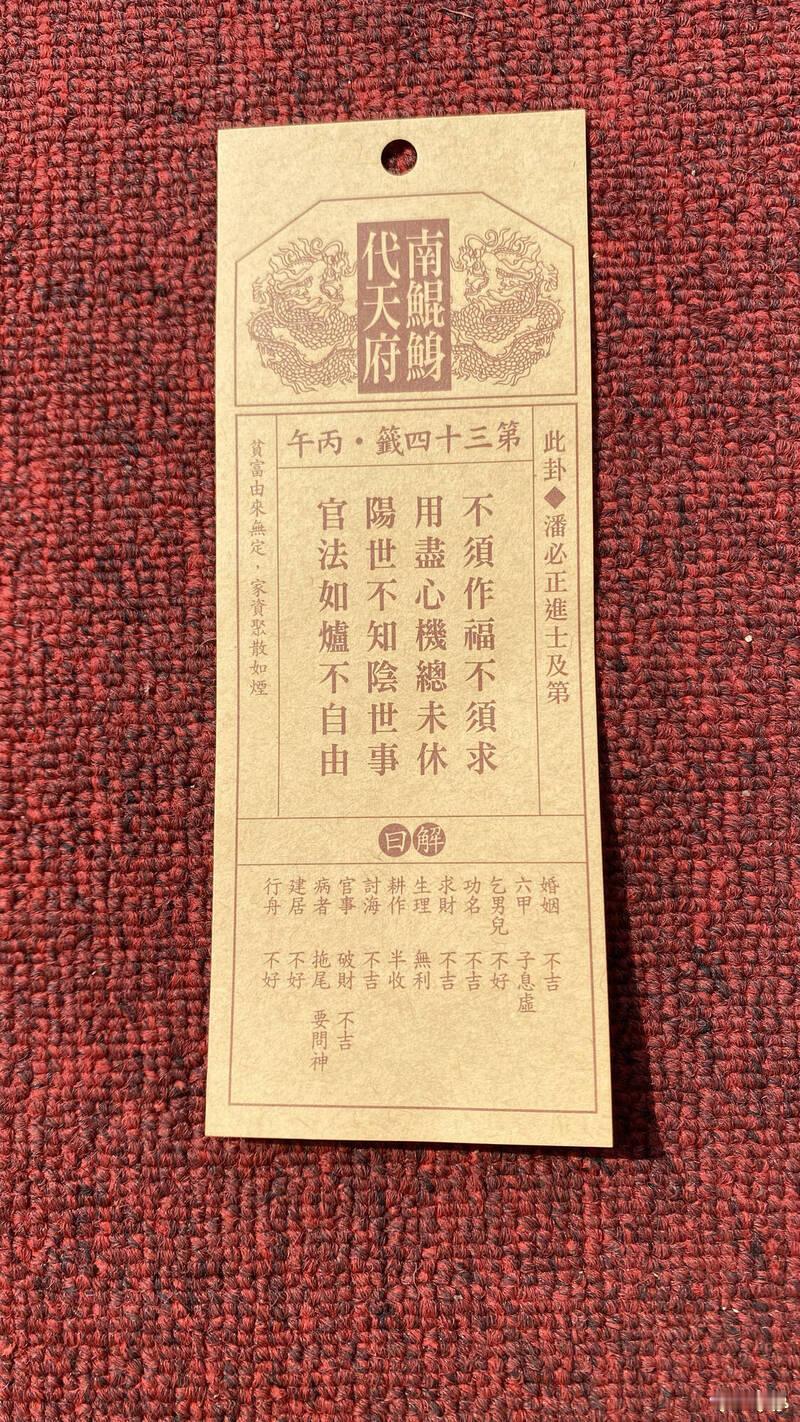 南鯤鯓
代天府
第三十四籤・丙午
此卦◆潘必正進士及第
不須作福不須求
用盡心機總未休
陽世不知陰世事
官法如爐不自由
貧富由來無定，家資聚散如煙
解曰
婚姻 不吉
六甲 子息虛
乞男兒 不好
功名 不吉
求財 不吉
生理 無利
耕作 半收
討海 不吉
官事 破財 不吉
病者 拖尾 要問神
建居 不好
行舟 不好